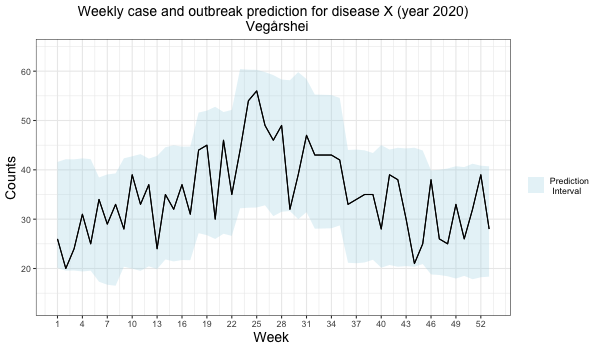 Weekly case and outbreak prediction for disease X (year 2020)
Vegårshei
Counts
60
50
40
30
20
1 4 7 10 13 16 19 22 25 28 31 34 37 40 43 46 49 52
Week
Prediction
Interval